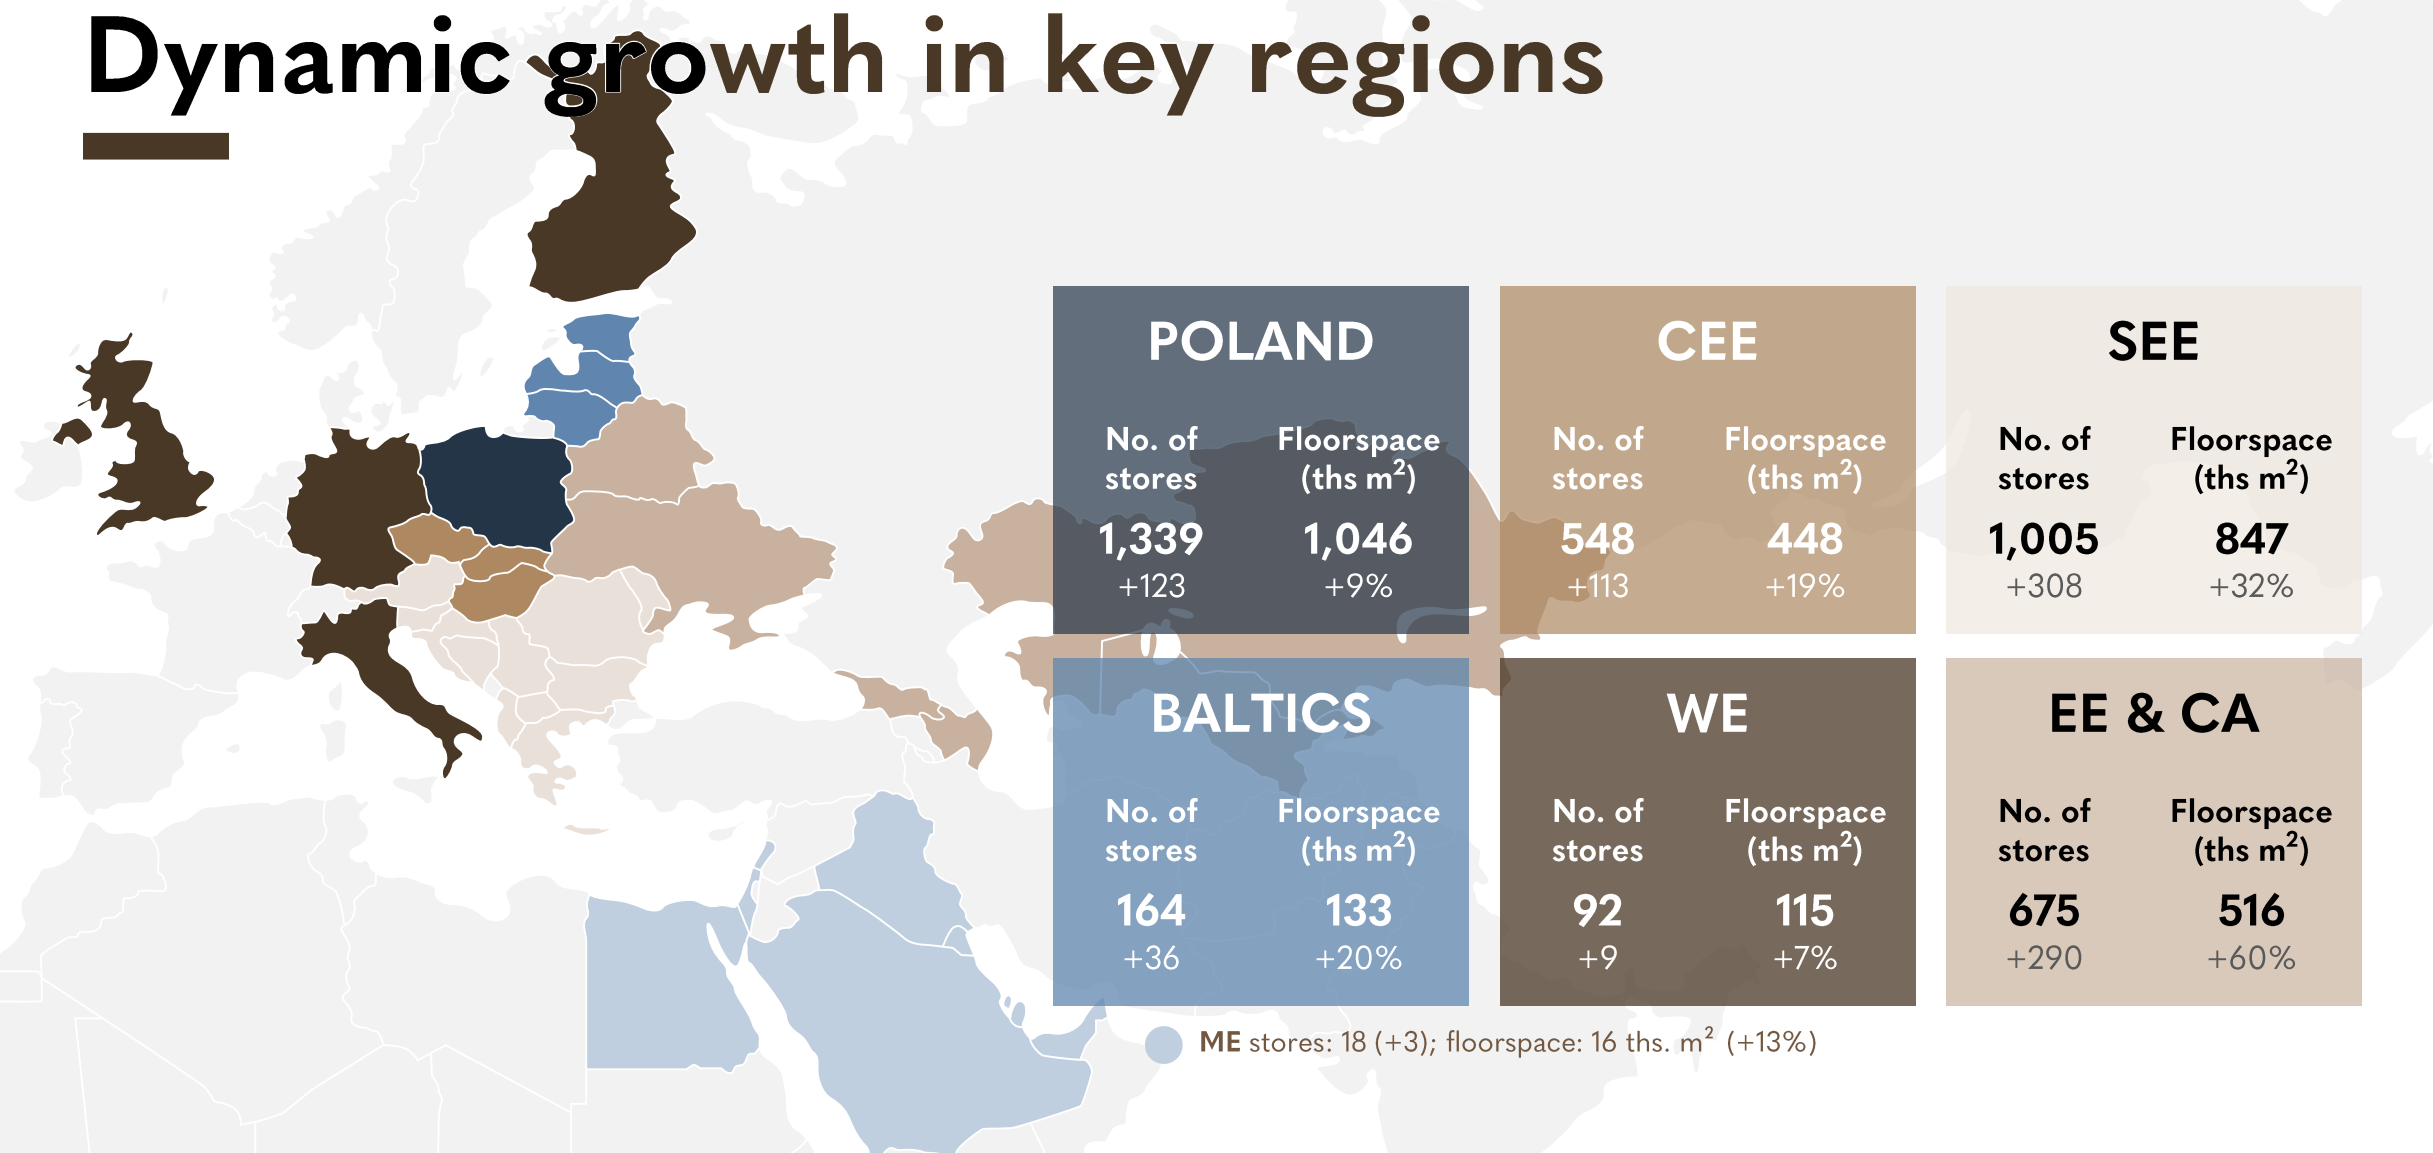 Dynamic growth in key regions
POLAND
No. of stores
Floorspace (ths m²)
1,339
1,046
+123
+9%
CEE
No. of stores
Floorspace (ths m²)
548
448
+113
+19%
SEE
No. of stores
Floorspace (ths m²)
1,005
847
+308
+32%
BALTICS
No. of stores
Floorspace (ths m²)
164
133
+36
+20%
WE
No. of stores
Floorspace (ths m²)
92
115
+9
+7%
EE & CA
No. of stores
Floorspace (ths m²)
675
516
+290
+60%
ME stores: 18 (+3); floorspace: 16 ths. m² (+13%)